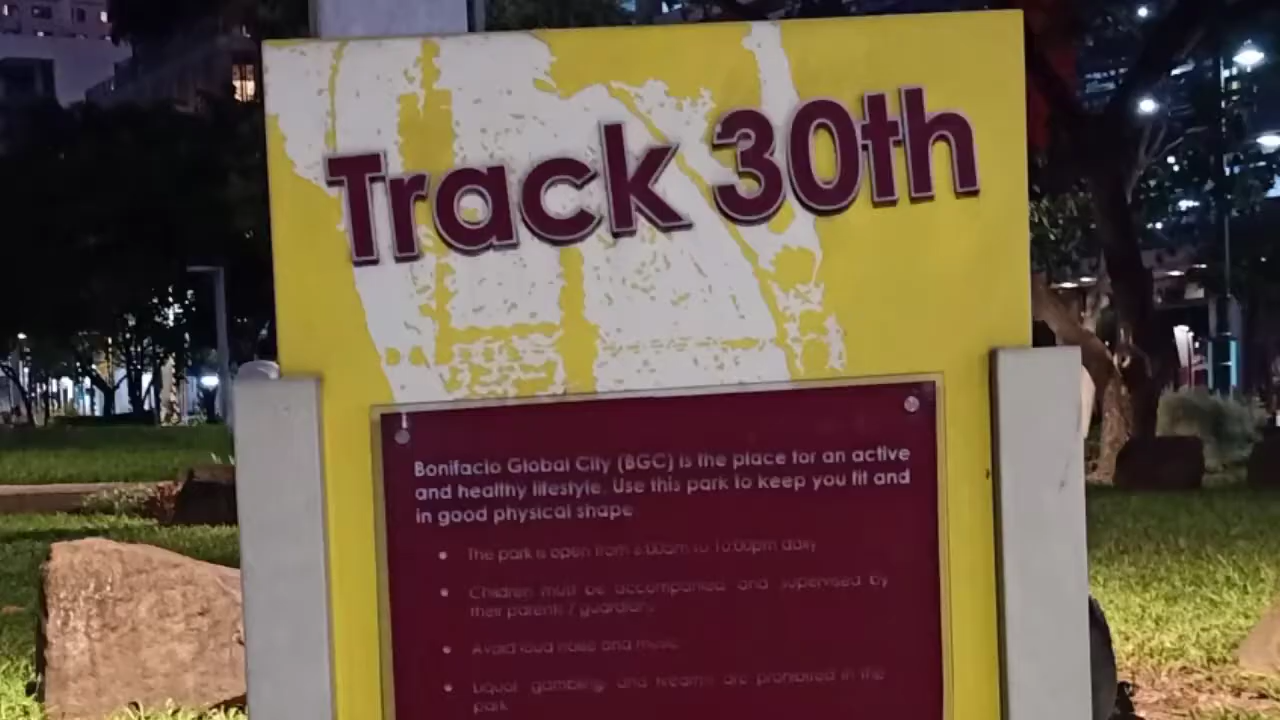 Track 30th
Bonifacio Global City (BGC) is the place for an active
and healthy lifestyle. Use this park to keep you fit and
in good physical shape
• The park is open from 6:00am to 10:00pm daily
• Children must be accompanied and supervised by
their parents / guardians
• Avoid loud noise and music
• Liquor, gambling and firearms are prohibited in the
park